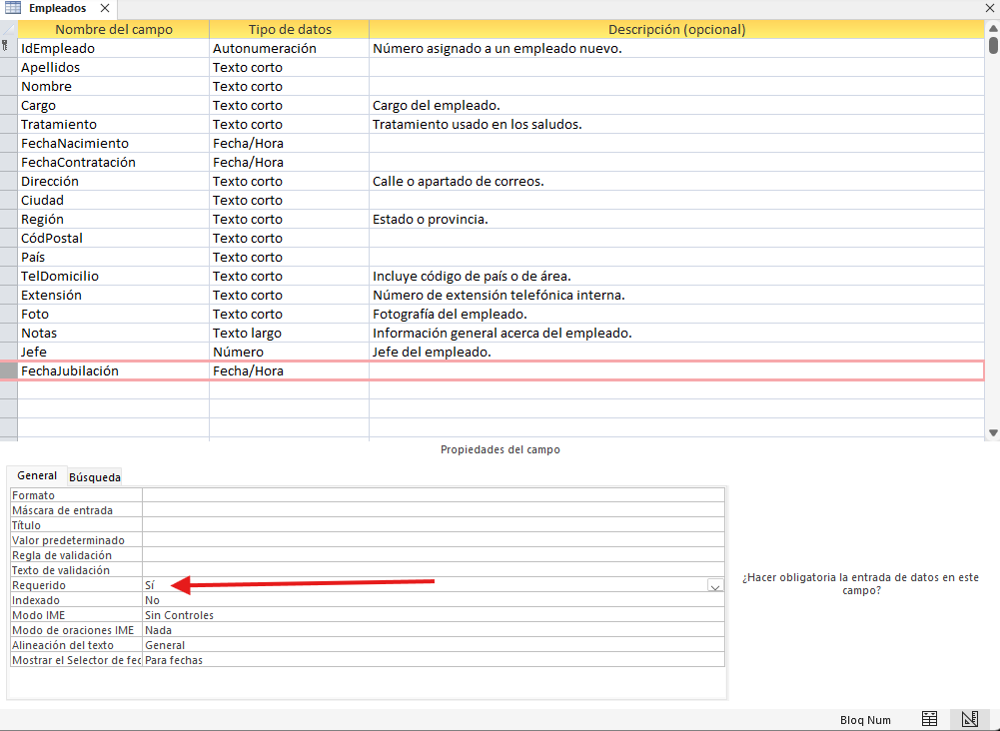 Empleados
Nombre del campo Tipo de datos Descripción (opcional)
IdEmpleado Autonumeración Número asignado a un empleado nuevo.
Apellidos Texto corto
Nombre Texto corto
Cargo Texto corto Cargo del empleado.
Tratamiento Texto corto Tratamiento usado en los saludos.
FechaNacimiento Fecha/Hora
FechaContratación Fecha/Hora
Dirección Texto corto Calle o apartado de correos.
Ciudad Texto corto
Región Texto corto Estado o provincia.
CódPostal Texto corto
País Texto corto
TelDomicilio Texto corto Incluye código de país o de área.
Extensión Texto corto Número de extensión telefónica interna.
Foto Texto corto Fotografía del empleado.
Notas Texto largo Información general acerca del empleado.
Jefe Número Jefe del empleado.
FechaJubilación Fecha/Hora
Propiedades del campo
General Búsqueda
Formato
Máscara de entrada
Título
Valor predeterminado
Regla de validación
Texto de validación
Requerido Sí
Indexado No
Modo IME Sin Controles
Modo de oraciones IME Nada
Alineación del texto General
Mostrar el Selector de fec Para fechas
¿Hacer obligatoria la entrada de datos en este
campo?
Bloq Num